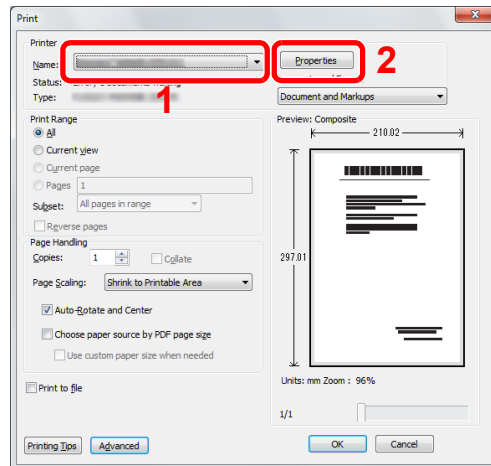 Print
Printer
Name:
Properties
2
Status:
1
Type:
Document and Markups
Print Range
All
Current view
Current page
Pages 1
Subset: All pages in range
Reverse pages
Page Handling
Copies: 1 Collate
Page Scaling: Shrink to Printable Area
Auto-Rotate and Center
Choose paper source by PDF page size
Use custom paper size when needed
Print to file
Preview: Composite
210.02
297.01
Units: mm Zoom : 96%
1/1
Printing Tips
Advanced
OK
Cancel